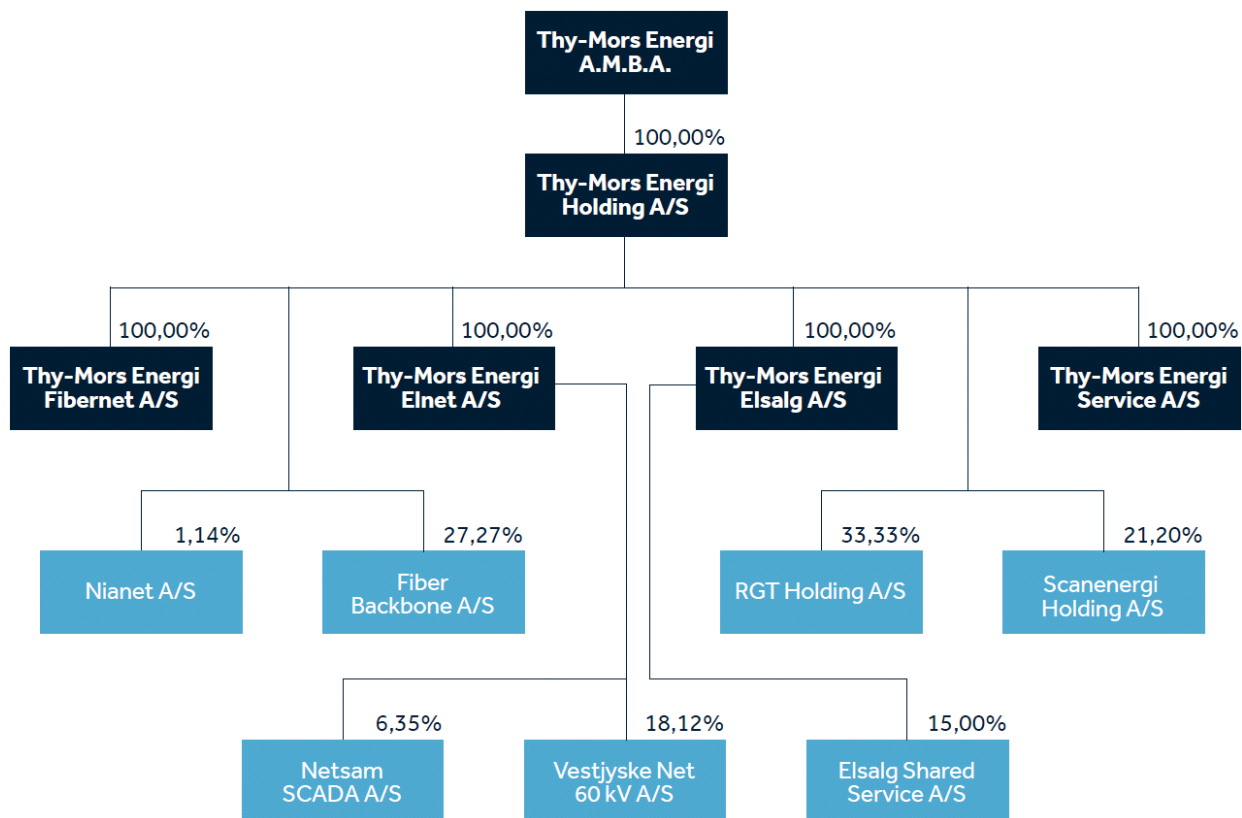 Thy-Mors Energi
A.M.B.A.
100,00%
Thy-Mors Energi
Holding A/S
100,00%
Thy-Mors Energi
Fibernet A/S
100,00%
Thy-Mors Energi
Elnet A/S
100,00%
Thy-Mors Energi
Elsalg A/S
100,00%
Thy-Mors Energi
Service A/S
1,14%
Nianet A/S
27,27%
Fiber
Backbone A/S
33,33%
RGT Holding A/S
21,20%
Scanenergi
Holding A/S
6,35%
Netsam
SCADA A/S
18,12%
Vestjyske Net
60 kV A/S
15,00%
Elsalg Shared
Service A/S